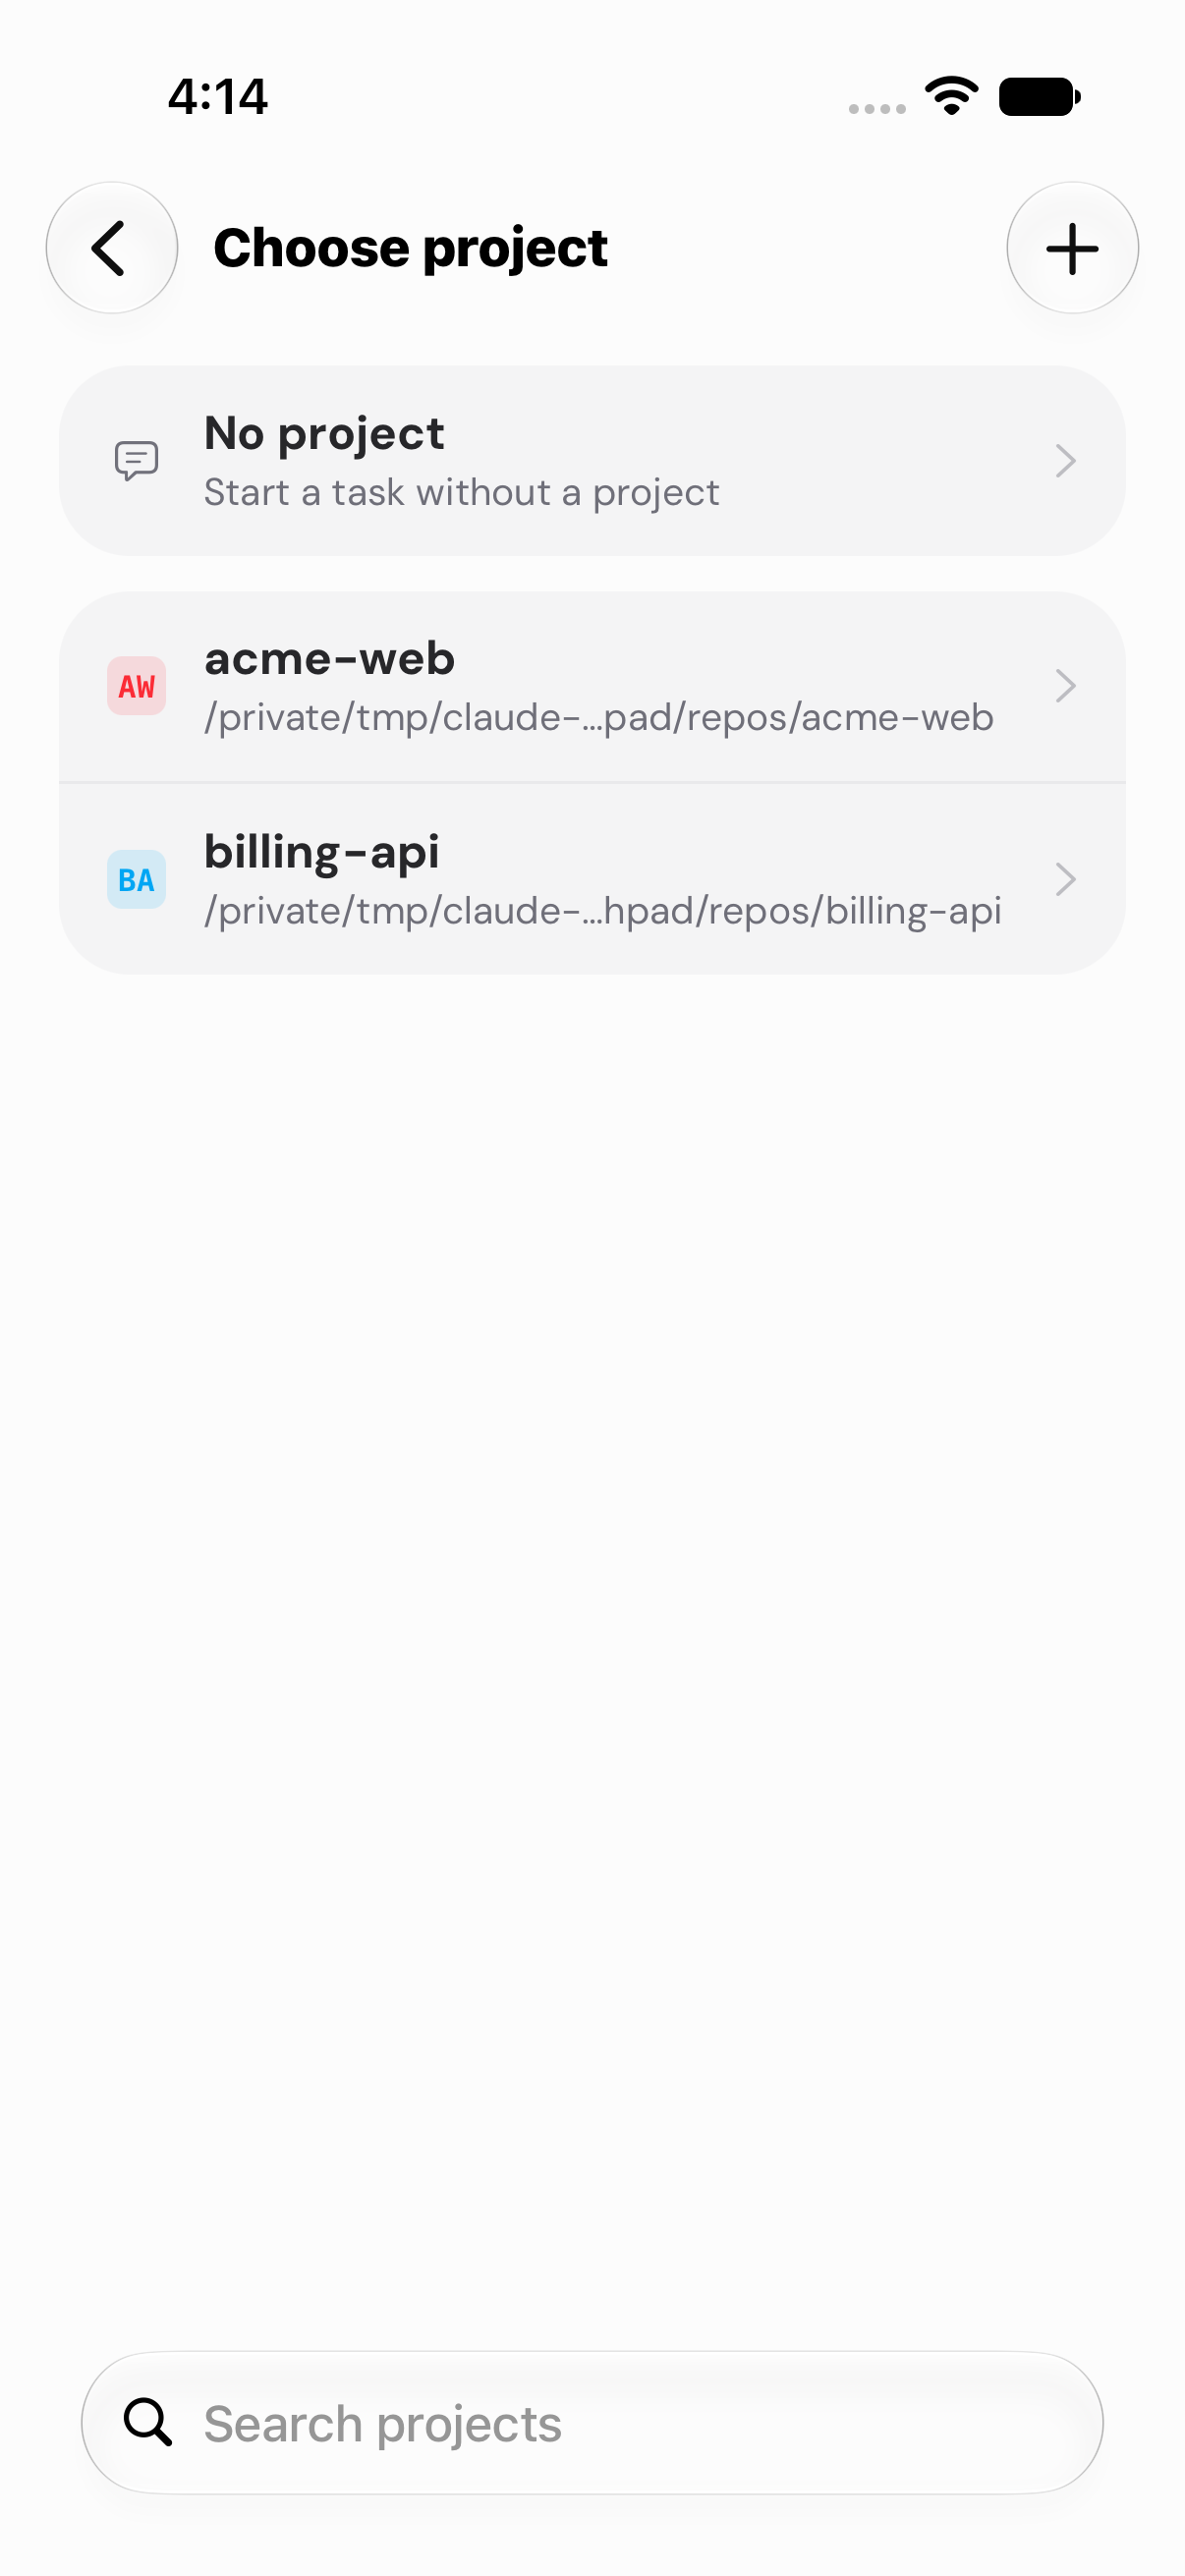 4:14
Choose project
No project
Start a task without a project
AW
acme-web
/private/tmp/claude-...pad/repos/acme-web
BA
billing-api
/private/tmp/claude-...hpad/repos/billing-api
Search projects